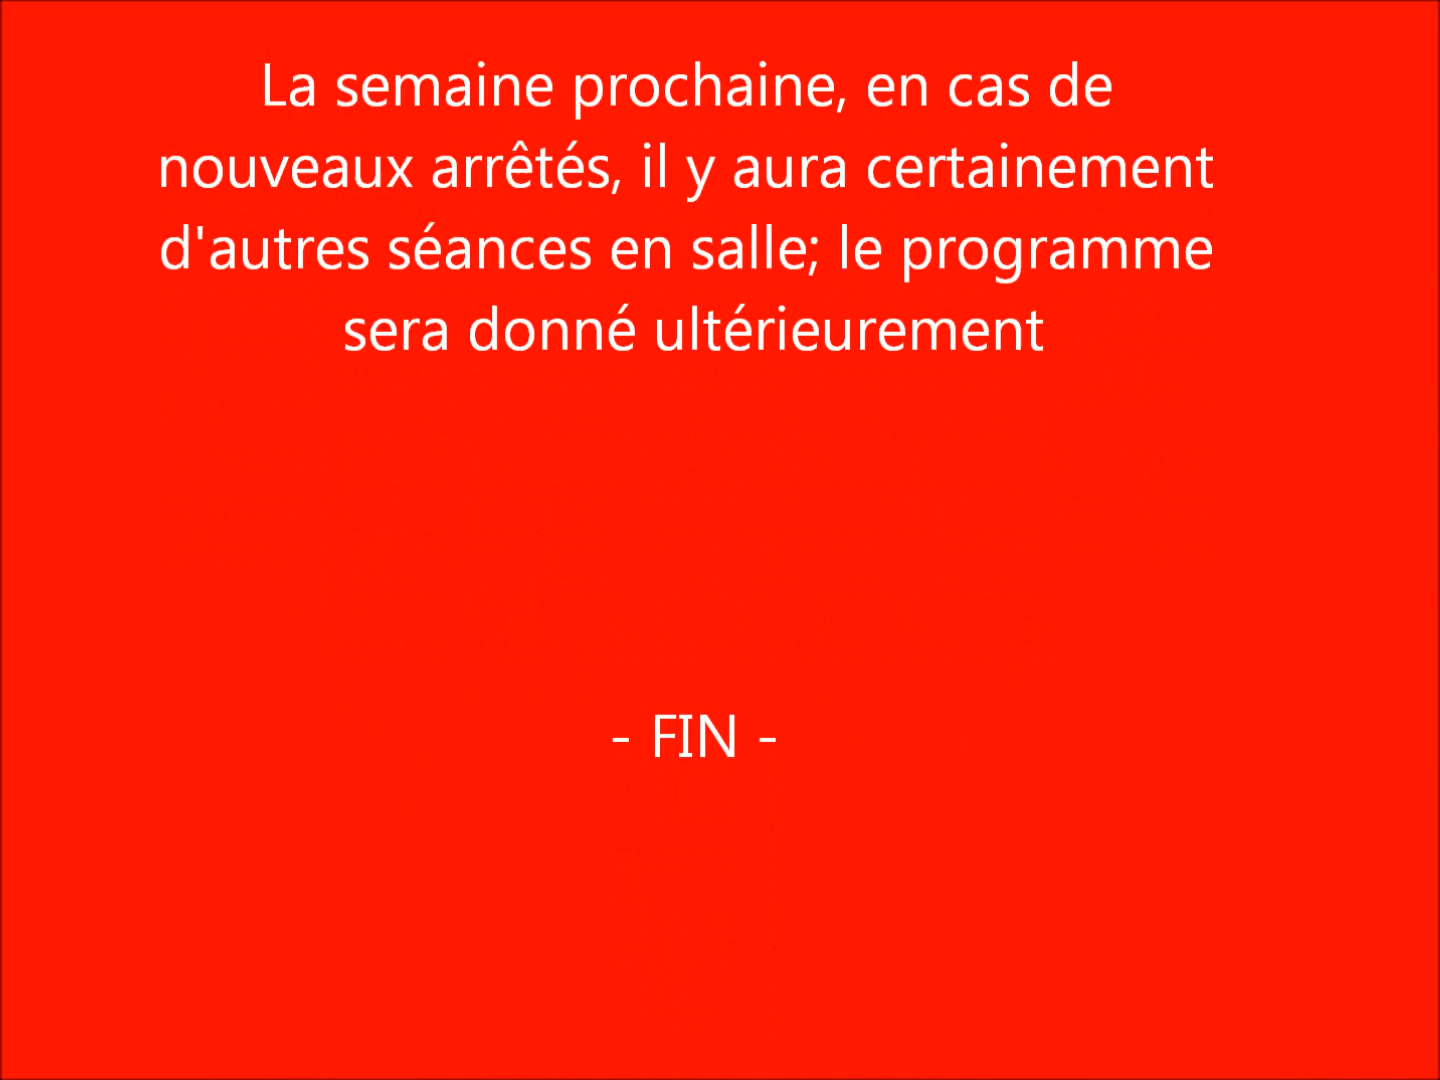 La semaine prochaine, en cas de
nouveaux arrêtés, il y aura certainement
d'autres séances en salle; le programme
sera donné ultérieurement
- FIN -